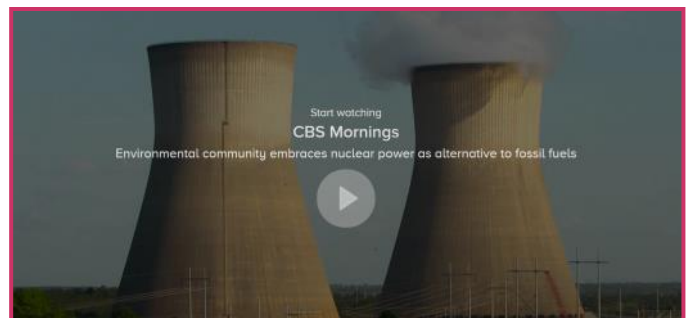 Start watching
CBS Mornings
Environmental community embraces nuclear power as alternative to fossil fuels